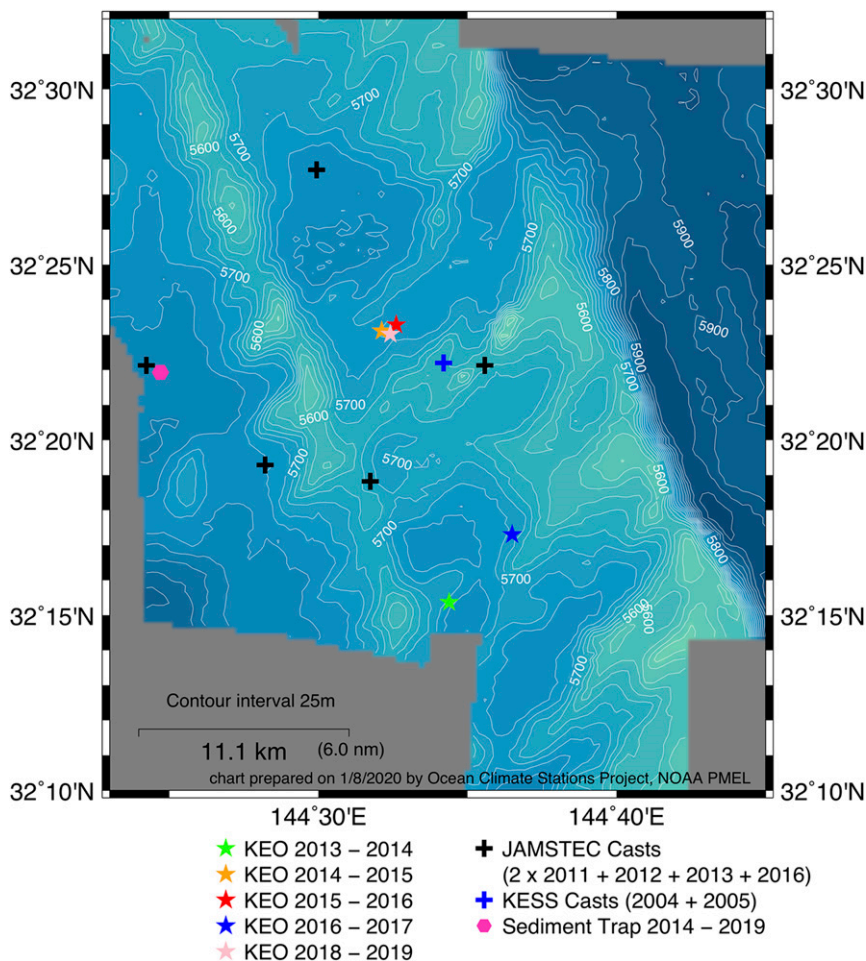 32˚30'N
32˚30'N
5700
5700
5600
5700
5600
5900
5700
32˚25'N
32˚25'N
5700
5800
5900
5600
5600
5900
5700
5700
5600
32˚20'N
32˚20'N
5700
5700
5600
5700
5800
5700
32˚15'N
32˚15'N
5600
5600
5700
Contour interval 25m
11.1 km (6.0 nm)
chart prepared on 1/8/2020 by Ocean Climate Stations Project, NOAA PMEL
32˚10'N
32˚10'N
144˚30'E
144˚40'E
KEO 2013 – 2014
KEO 2014 – 2015
KEO 2015 – 2016
KEO 2016 – 2017
KEO 2018 – 2019
JAMSTEC Casts
(2 x 2011 + 2012 + 2013 + 2016)
KESS Casts (2004 + 2005)
Sediment Trap 2014 – 2019